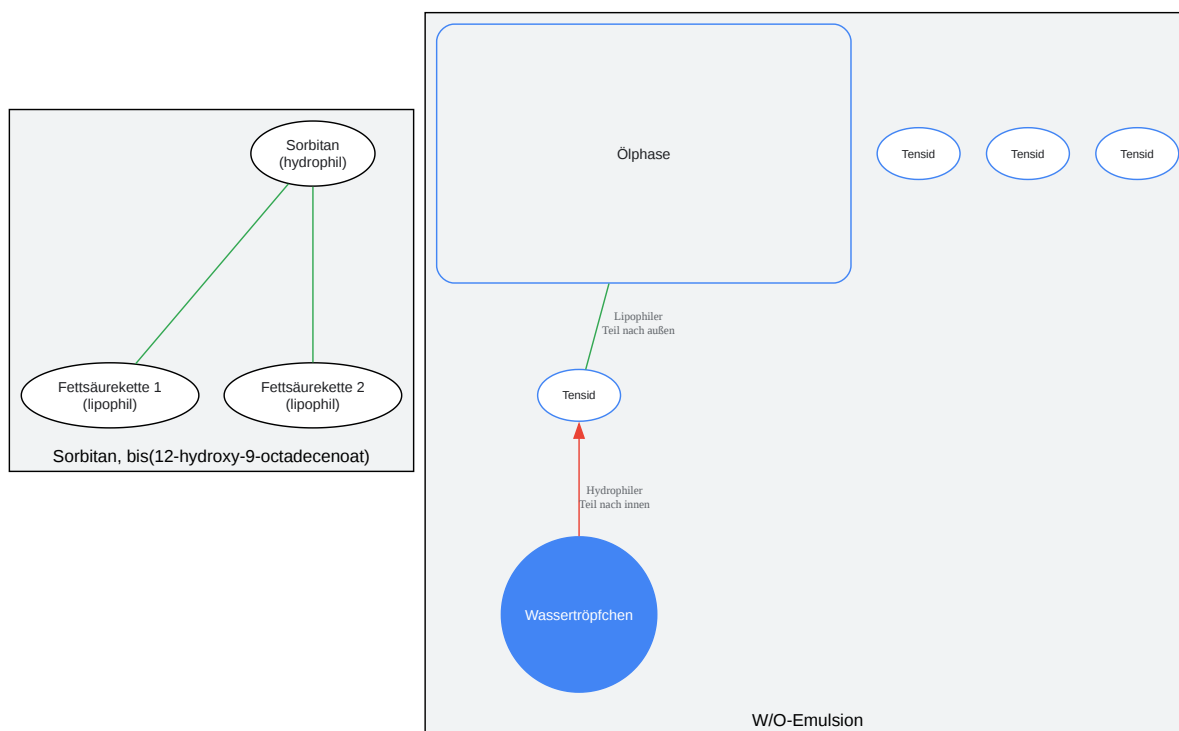 Sorbitan
(hydrophil)
Fettsäurekette 1
(lipophil)
Fettsäurekette 2
(lipophil)
Sorbitan, bis(12-hydroxy-9-octadecenoat)
Ölphase
Tensid
Tensid
Tensid
Lipophiler
Teil nach außen
Tensid
Hydrophiler
Teil nach innen
Wassertröpfchen
W/O-Emulsion